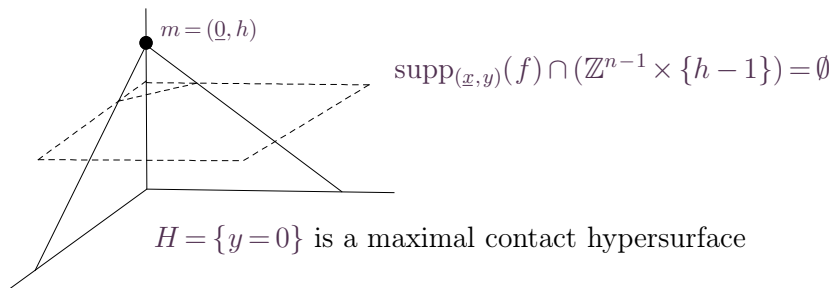 m = (0, h)
supp_{(x,y)}(f) ∩ (ℤ^{n−1} × {h − 1}) = ∅
H = {y = 0} is a maximal contact hypersurface